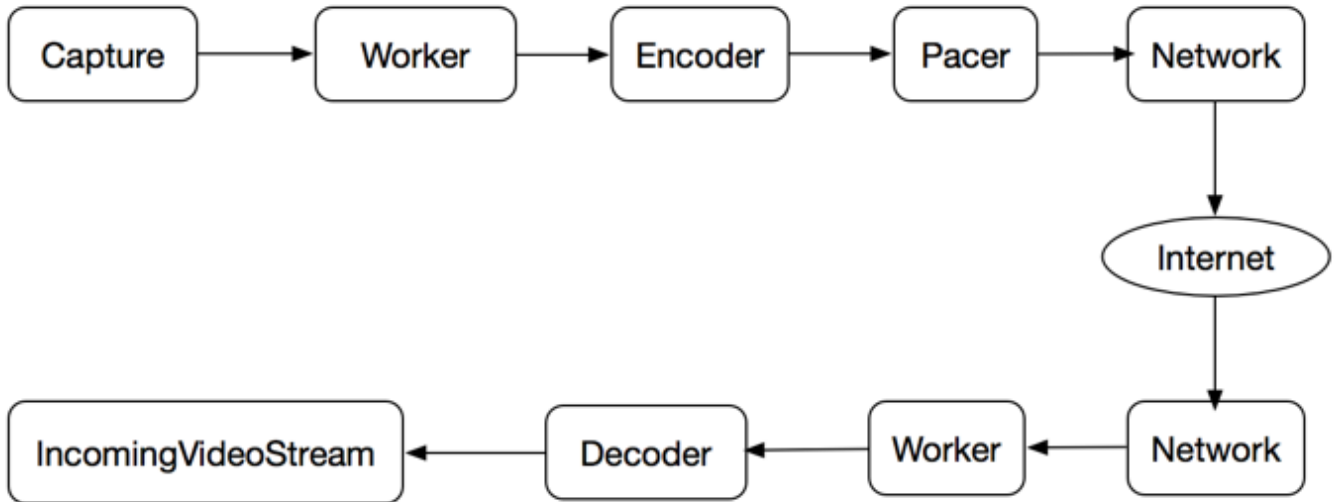 Capture
Worker
Encoder
Pacer
Network
Internet
IncomingVideoStream
Decoder
Worker
Network